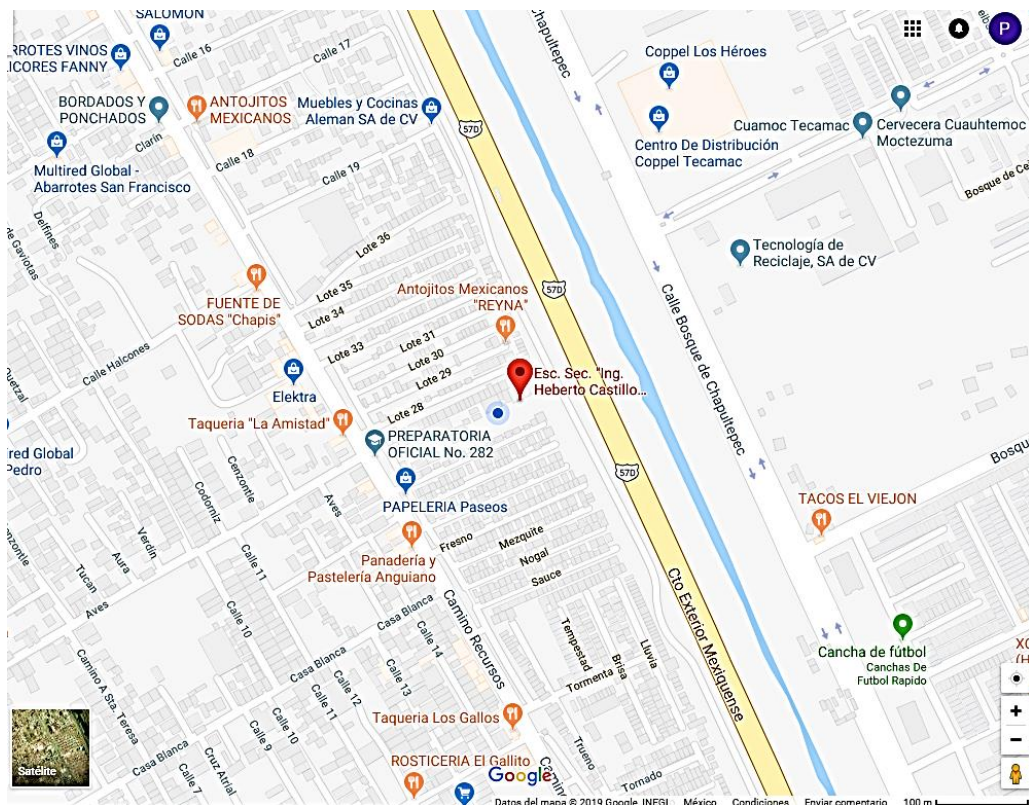 SALOMON
RROTES VINOS
LICORES FANNY
Calle 16
Calle 17
Chapultepec
Coppel Los Héroes
P
BORDADOS Y
PONCHADOS
ANTOJITOS
MEXICANOS
Muebles y Cocinas
Aleman SA de CV
57D
Centro De Distribución
Coppel Tecamac
Cuamoc Tecamac
Cervecera Cuauhtemoc
Moctezuma
Clarín
Calle 18
Multired Global -
Abarrotes San Francisco
Calle 19
Bosque de Ce
Delfines
de Gaviotas
Lote 36
Tecnología de
Reciclaje, SA de CV
Lote 35
FUENTE DE
SODAS "Chapis"
Lote 34
Antojitos Mexicanos
"REYNA"
57D
Calle Bosque de Chapultepec
Lote 33
Lote 31
Lote 30
Lote 29
Calle Halcones
Quetzal
Elektra
Esc. Sec. "Ing.
Heberto Castillo...
Lote 28
Taqueria "La Amistad"
PREPARATORIA
OFICIAL No. 282
red Global
Pedro
57D
Bosqu
Cenzontle
Codorniz
Aves
PAPELERIA Paseos
TACOS EL VIEJON
Cenzontle
Verdín
Aura
Tucan
Aves
Calle 11
Panadería y
Pastelería Anguiano
Fresno
Mezquite
Nogal
Sauce
Cto Exterior Mexiquense
Calle 10
Casa Blanca
Camino Recursos
Calle 14
Tempestad
Brisa
Lluvia
Cancha de fútbol
Canchas De
Futbol Rapido
XO
(H
Camino A Sta. Teresa
Casa Blanca
Calle 13
Tormenta
Calle 12
Calle 11
Calle 10
Calle 9
Taqueria Los Gallos
Satélite
Casa Blanca
Cruz Atrial
ROSTICERIA El Gallito
Trueno
Tornado
Camino
Google
Datos del mapa © 2019 Google, INEGI
México
Condiciones
Enviar comentario
100 m